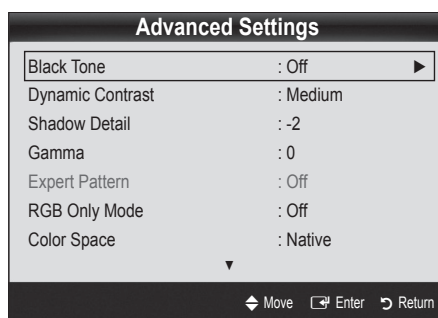 Advanced Settings
Black Tone : Off ►
Dynamic Contrast : Medium
Shadow Detail : -2
Gamma : 0
Expert Pattern : Off
RGB Only Mode : Off
Color Space : Native
▼
Move Enter Return